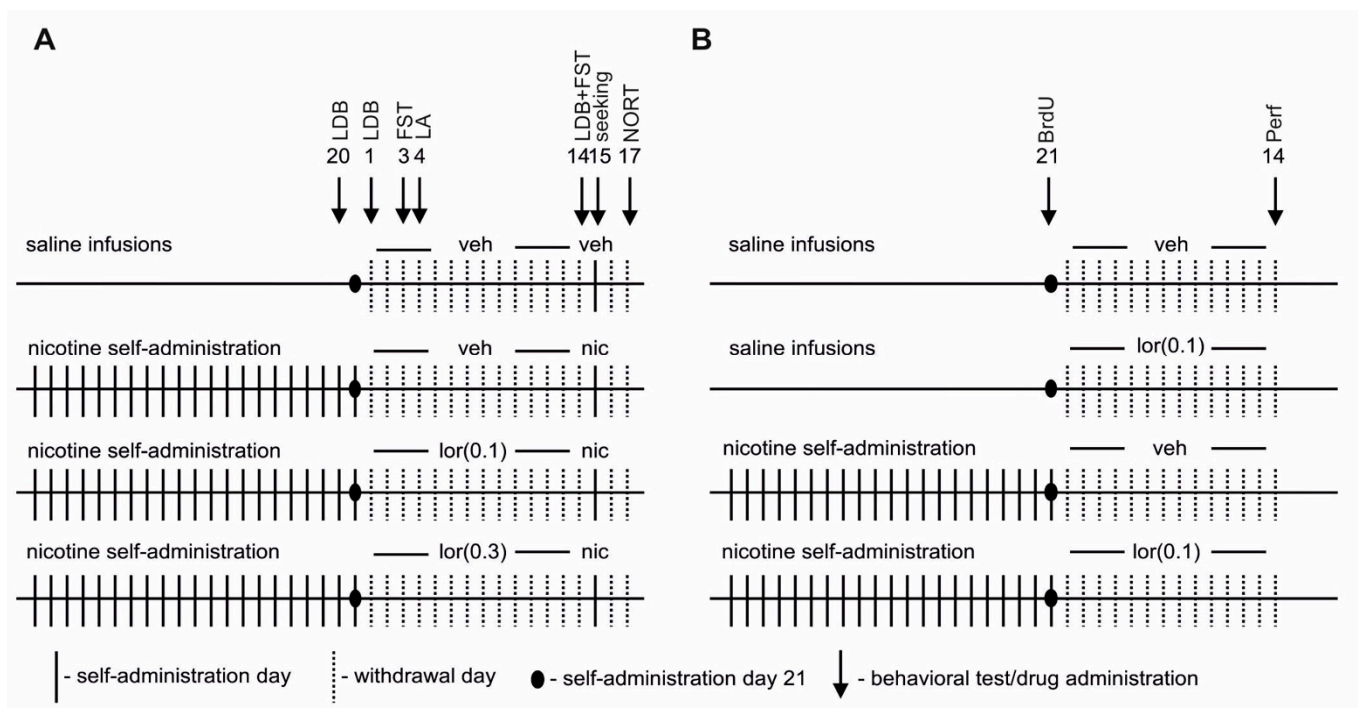 A
LDB
LDB
FST
LA
LDB+FST
seeking
NORT
20 1 3 4 14 15 17
saline infusions veh veh
nicotine self-administration veh nic
nicotine self-administration lor(0.1) nic
nicotine self-administration lor(0.3) nic
B
BrdU
Perf
21 14
saline infusions veh
saline infusions lor(0.1)
nicotine self-administration veh
nicotine self-administration lor(0.1)
- self-administration day - withdrawal day - self-administration day 21 - behavioral test/drug administration